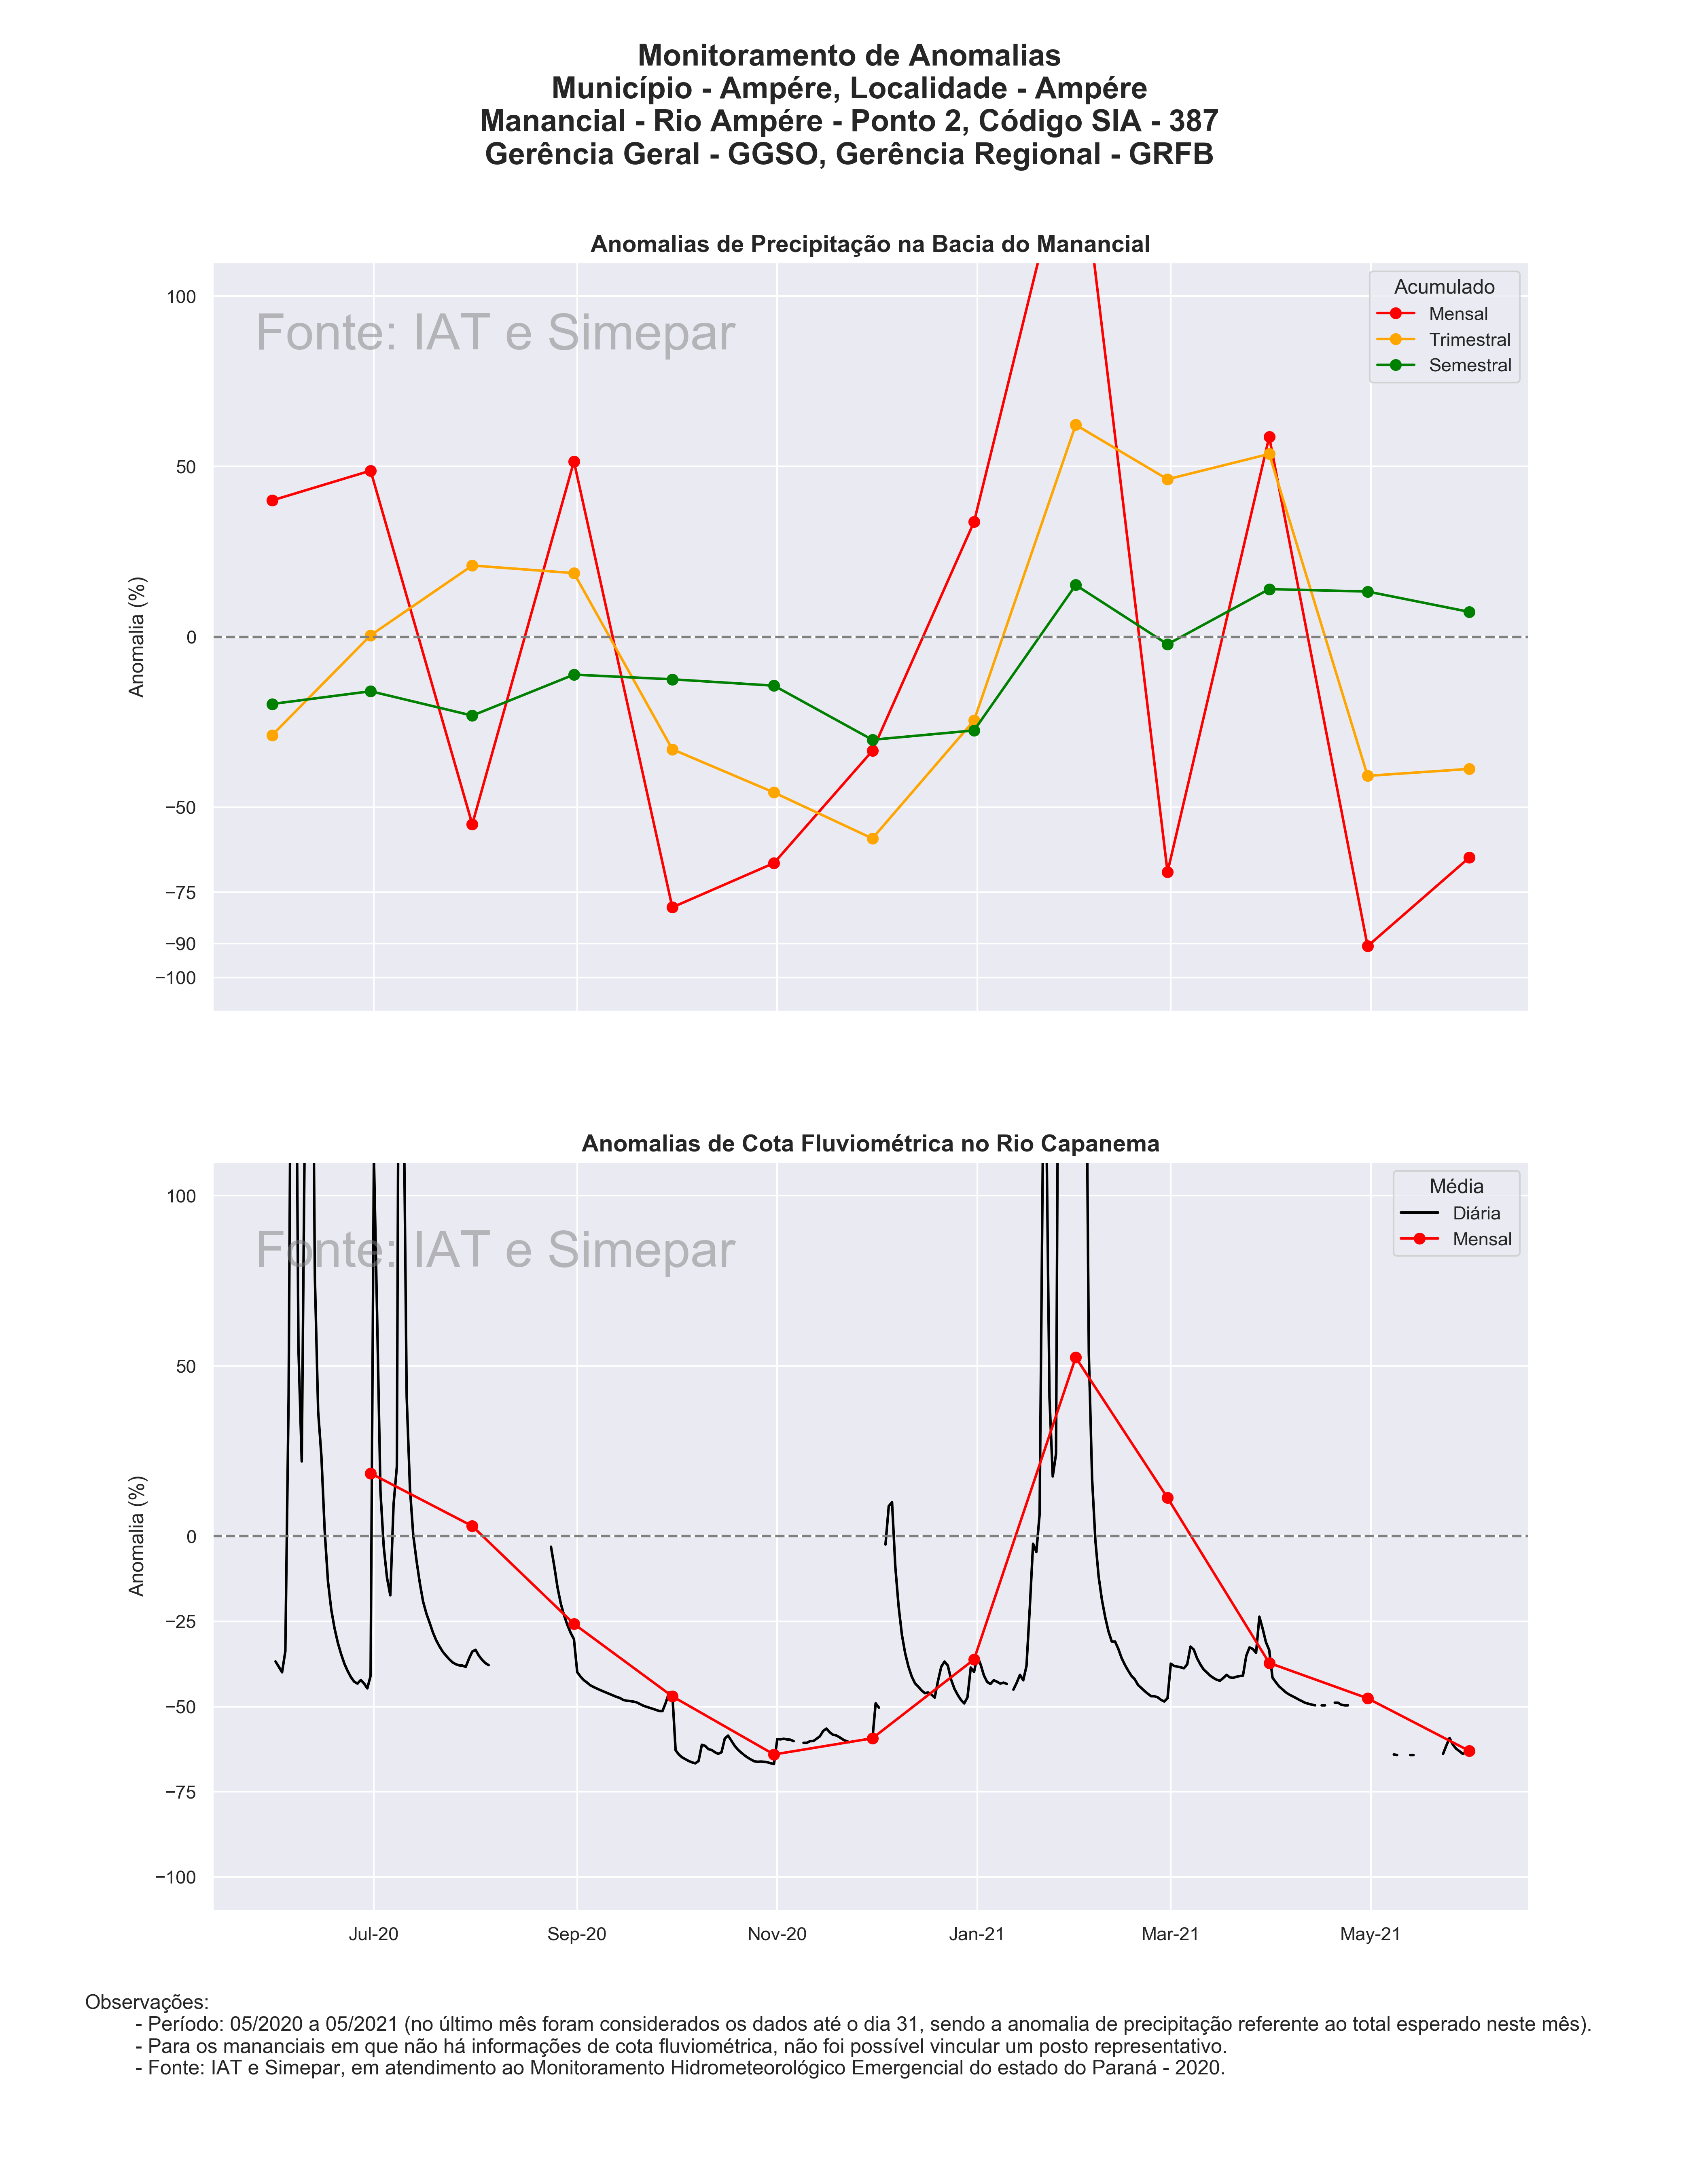 Monitoramento de Anomalias
Município - Ampére, Localidade - Ampére
Manancial - Rio Ampére - Ponto 2, Código SIA - 387
Gerência Geral - GGSO, Gerência Regional - GRFB
Anomalias de Precipitação na Bacia do Manancial
Fonte: IAT e Simepar
Acumulado
Mensal
Trimestral
Semestral
Anomalia (%)
100
50
0
−50
−75
−90
−100
Anomalias de Cota Fluviométrica no Rio Capanema
Fonte: IAT e Simepar
Média
Diária
Mensal
Anomalia (%)
100
50
0
−25
−50
−75
−100
Jul-20 Sep-20 Nov-20 Jan-21 Mar-21 May-21
Observações:
- Período: 05/2020 a 05/2021 (no último mês foram considerados os dados até o dia 31, sendo a anomalia de precipitação referente ao total esperado neste mês).
- Para os mananciais em que não há informações de cota fluviométrica, não foi possível vincular um posto representativo.
- Fonte: IAT e Simepar, em atendimento ao Monitoramento Hidrometeorológico Emergencial do estado do Paraná - 2020.